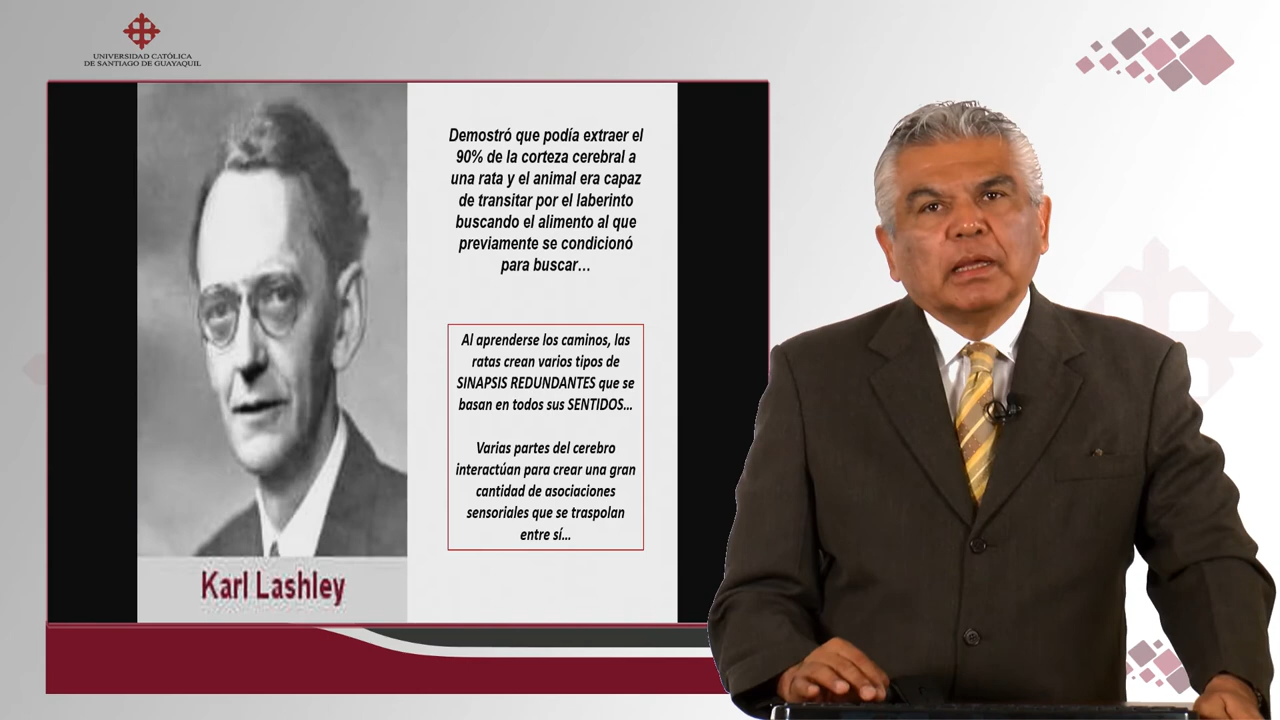 UNIVERSIDAD CATÓLICA
DE SANTIAGO DE GUAYAQUIL
Demostró que podía extraer el
90% de la corteza cerebral a
una rata y el animal era capaz
de transitar por el laberinto
buscando el alimento al que
previamente se condicionó
para buscar...
Al aprenderse los caminos, las
ratas crean varios tipos de
SINAPSIS REDUNDANTES que se
basan en todos sus SENTIDOS...
Varias partes del cerebro
interactúan para crear una gran
cantidad de asociaciones
sensoriales que se traspolan
entre sí...
Karl Lashley